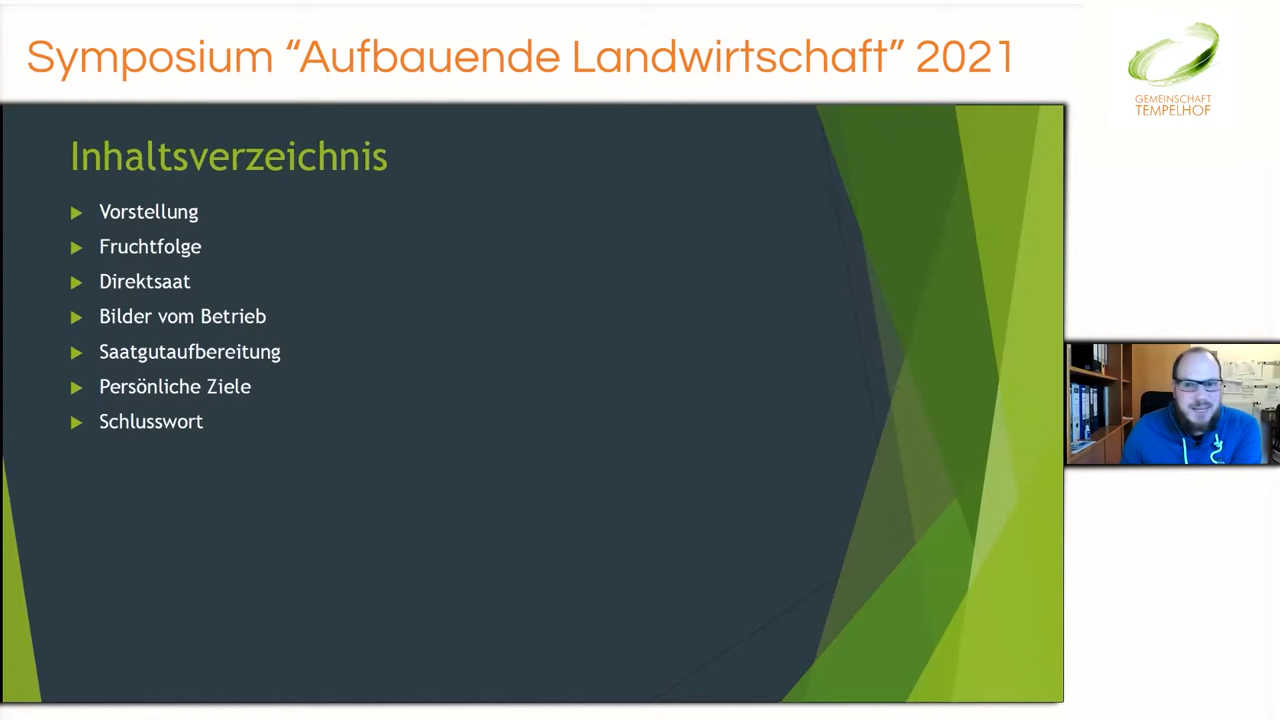 Symposium “Aufbauende Landwirtschaft” 2021
GEMEINSCHAFT
TEMPELHOF
Inhaltsverzeichnis
Vorstellung
Fruchtfolge
Direktsaat
Bilder vom Betrieb
Saatgutaufbereitung
Persönliche Ziele
Schlusswort